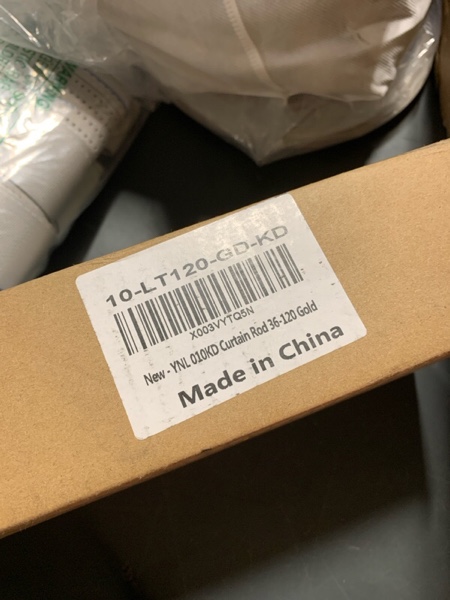 10-LT120-GD-KD
X003VYTQ5N
New - YNL 010KD Curtain Rod 36-120 Gold
Made in China